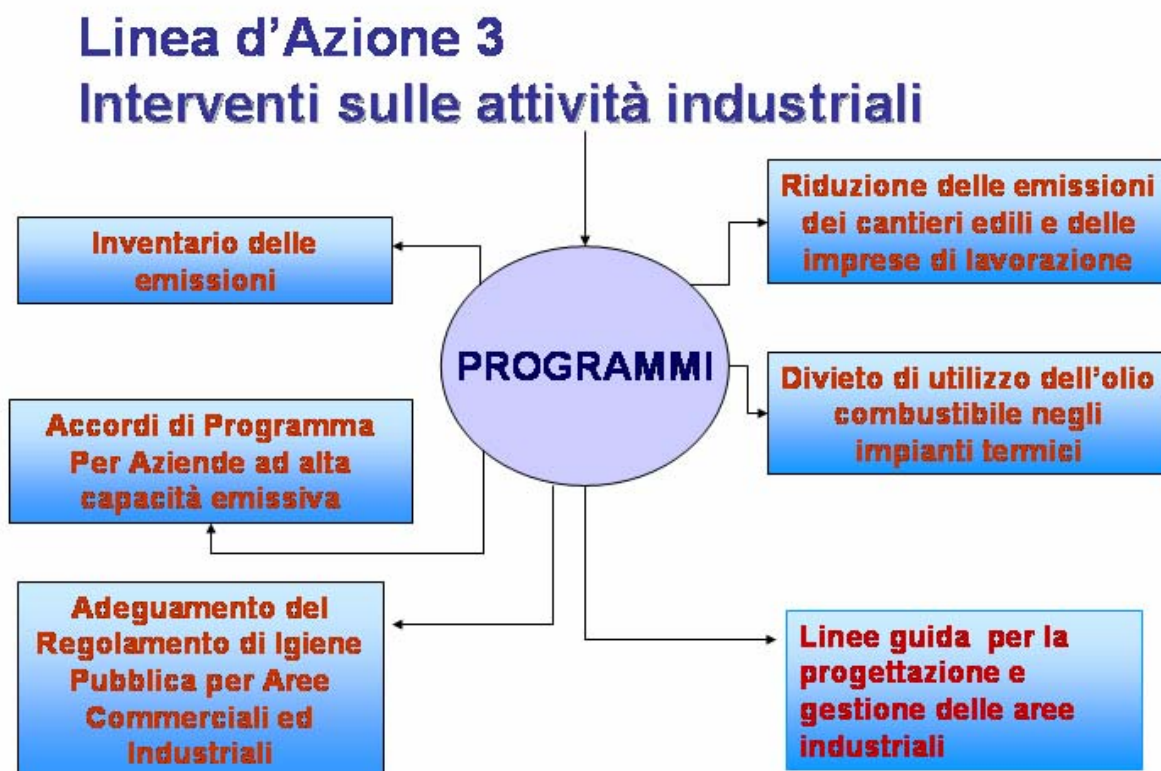 Linea d'Azione 3
Interventi sulle attività industriali
Inventario delle
emissioni
Riduzione delle emissioni
dei cantieri edili e delle
imprese di lavorazione
PROGRAMMI
Accordi di Programma
Per Aziende ad alta
capacità emissiva
Divieto di utilizzo dell'olio
combustibile negli
impianti termici
Adeguamento del
Regolamento di Igiene
Pubblica per Aree
Commerciali ed
Industriali
Linee guida per la
progettazione e
gestione delle aree
industriali